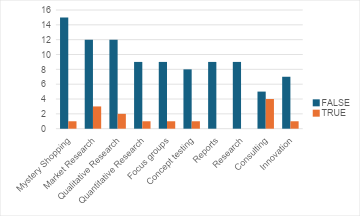 16
14
12
10
8
6
4
2
0
Mystery Shopping
Market Research
Qualitative Research
Quantitative Research
Focus groups
Concept testing
Reports
Research
Consulting
Innovation
FALSE
TRUE